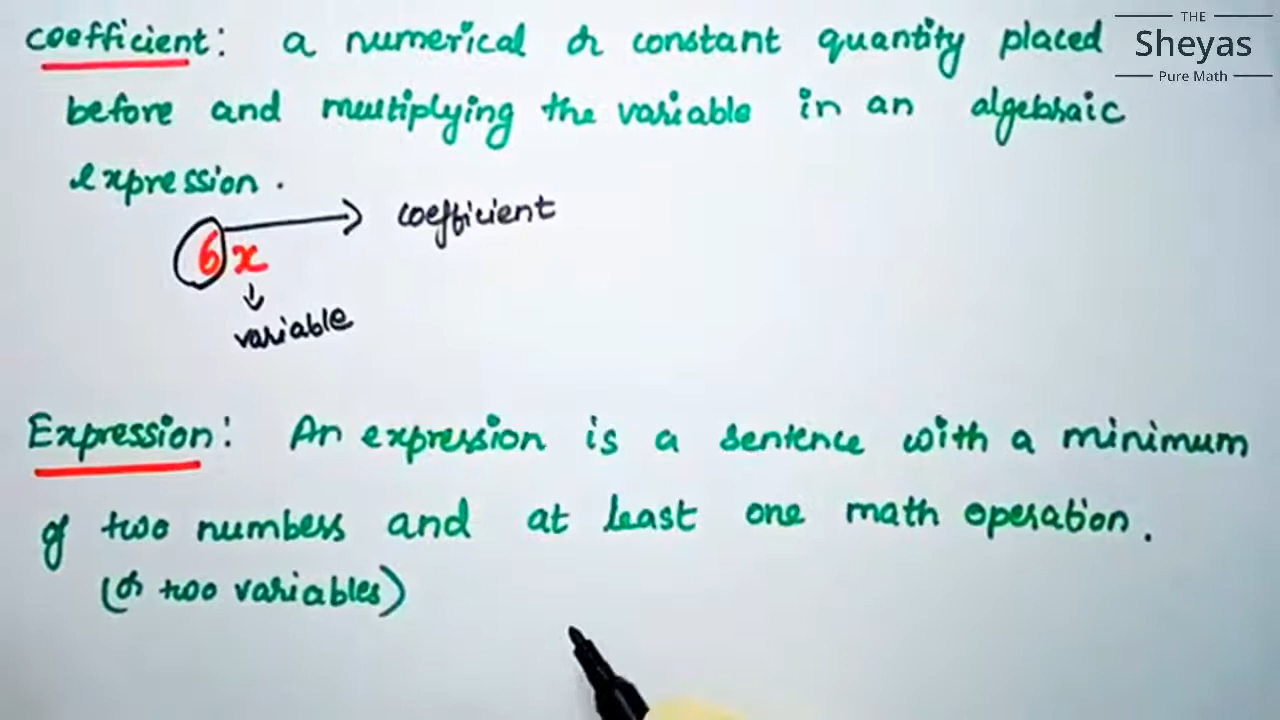 THE
Sheyas
Pure Math
coefficient: a numerical or constant quantity placed
before and multiplying the variable in an algebraic
expression.
6x
coefficient
variable
Expression: An expression is a sentence with a minimum
of two numbers and at least one math operation.
(or two variables)